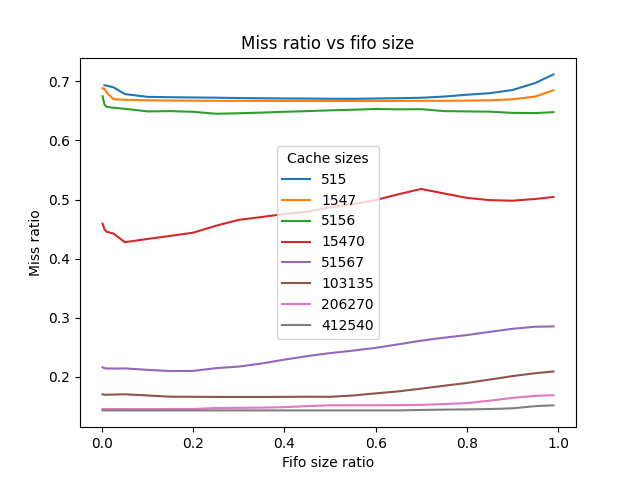 Miss ratio vs fifo size
0.7
0.6
0.5
0.4
0.3
0.2
Miss ratio
Cache sizes
515
1547
5156
15470
51567
103135
206270
412540
0.0 0.2 0.4 0.6 0.8 1.0
Fifo size ratio